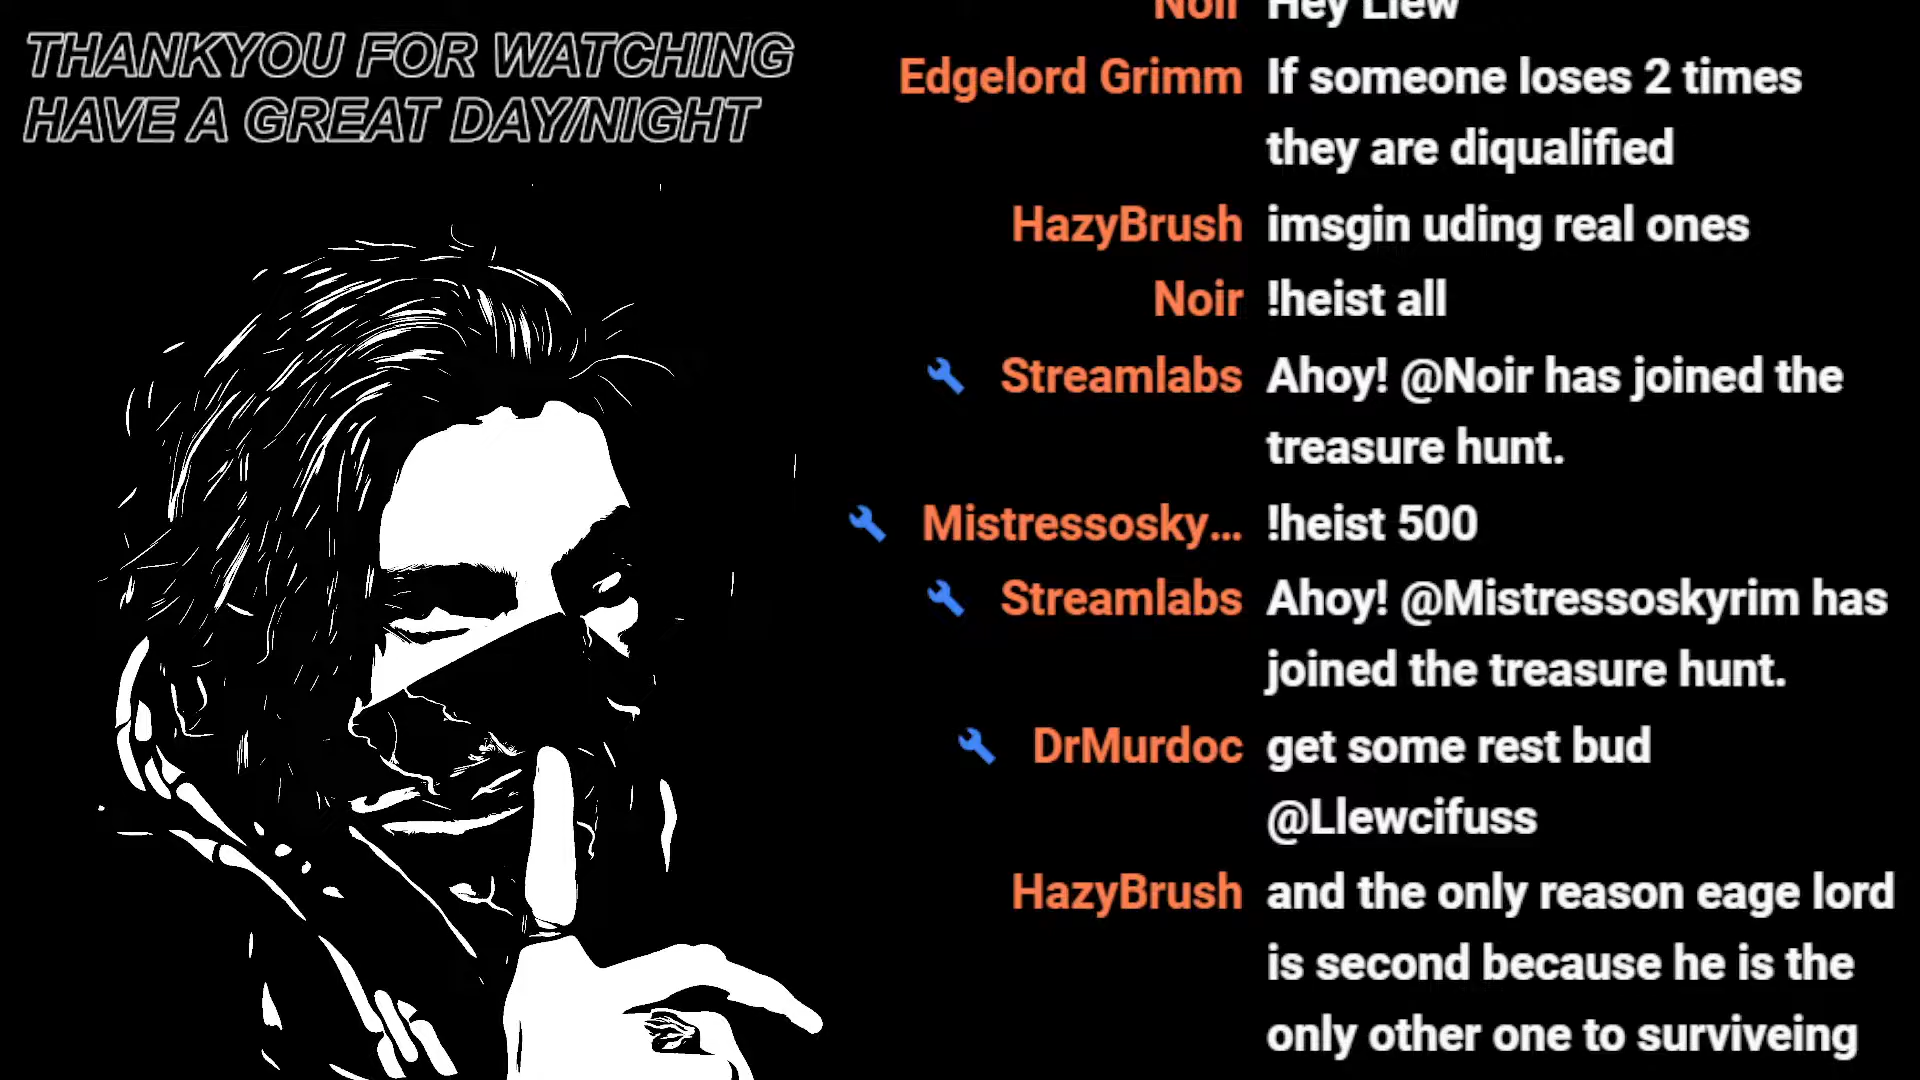 THANKYOU FOR WATCHING
HAVE A GREAT DAY/NIGHT
Noir Hey Llew
Edgelord Grimm If someone loses 2 times
they are diqualified
HazyBrush imsgin uding real ones
Noir !heist all
Streamlabs Ahoy! @Noir has joined the
treasure hunt.
Mistressosky... !heist 500
Streamlabs Ahoy! @Mistressoskyrim has
joined the treasure hunt.
DrMurdoc get some rest bud
@Llewcifuss
HazyBrush and the only reason eage lord
is second because he is the
only other one to surviveing